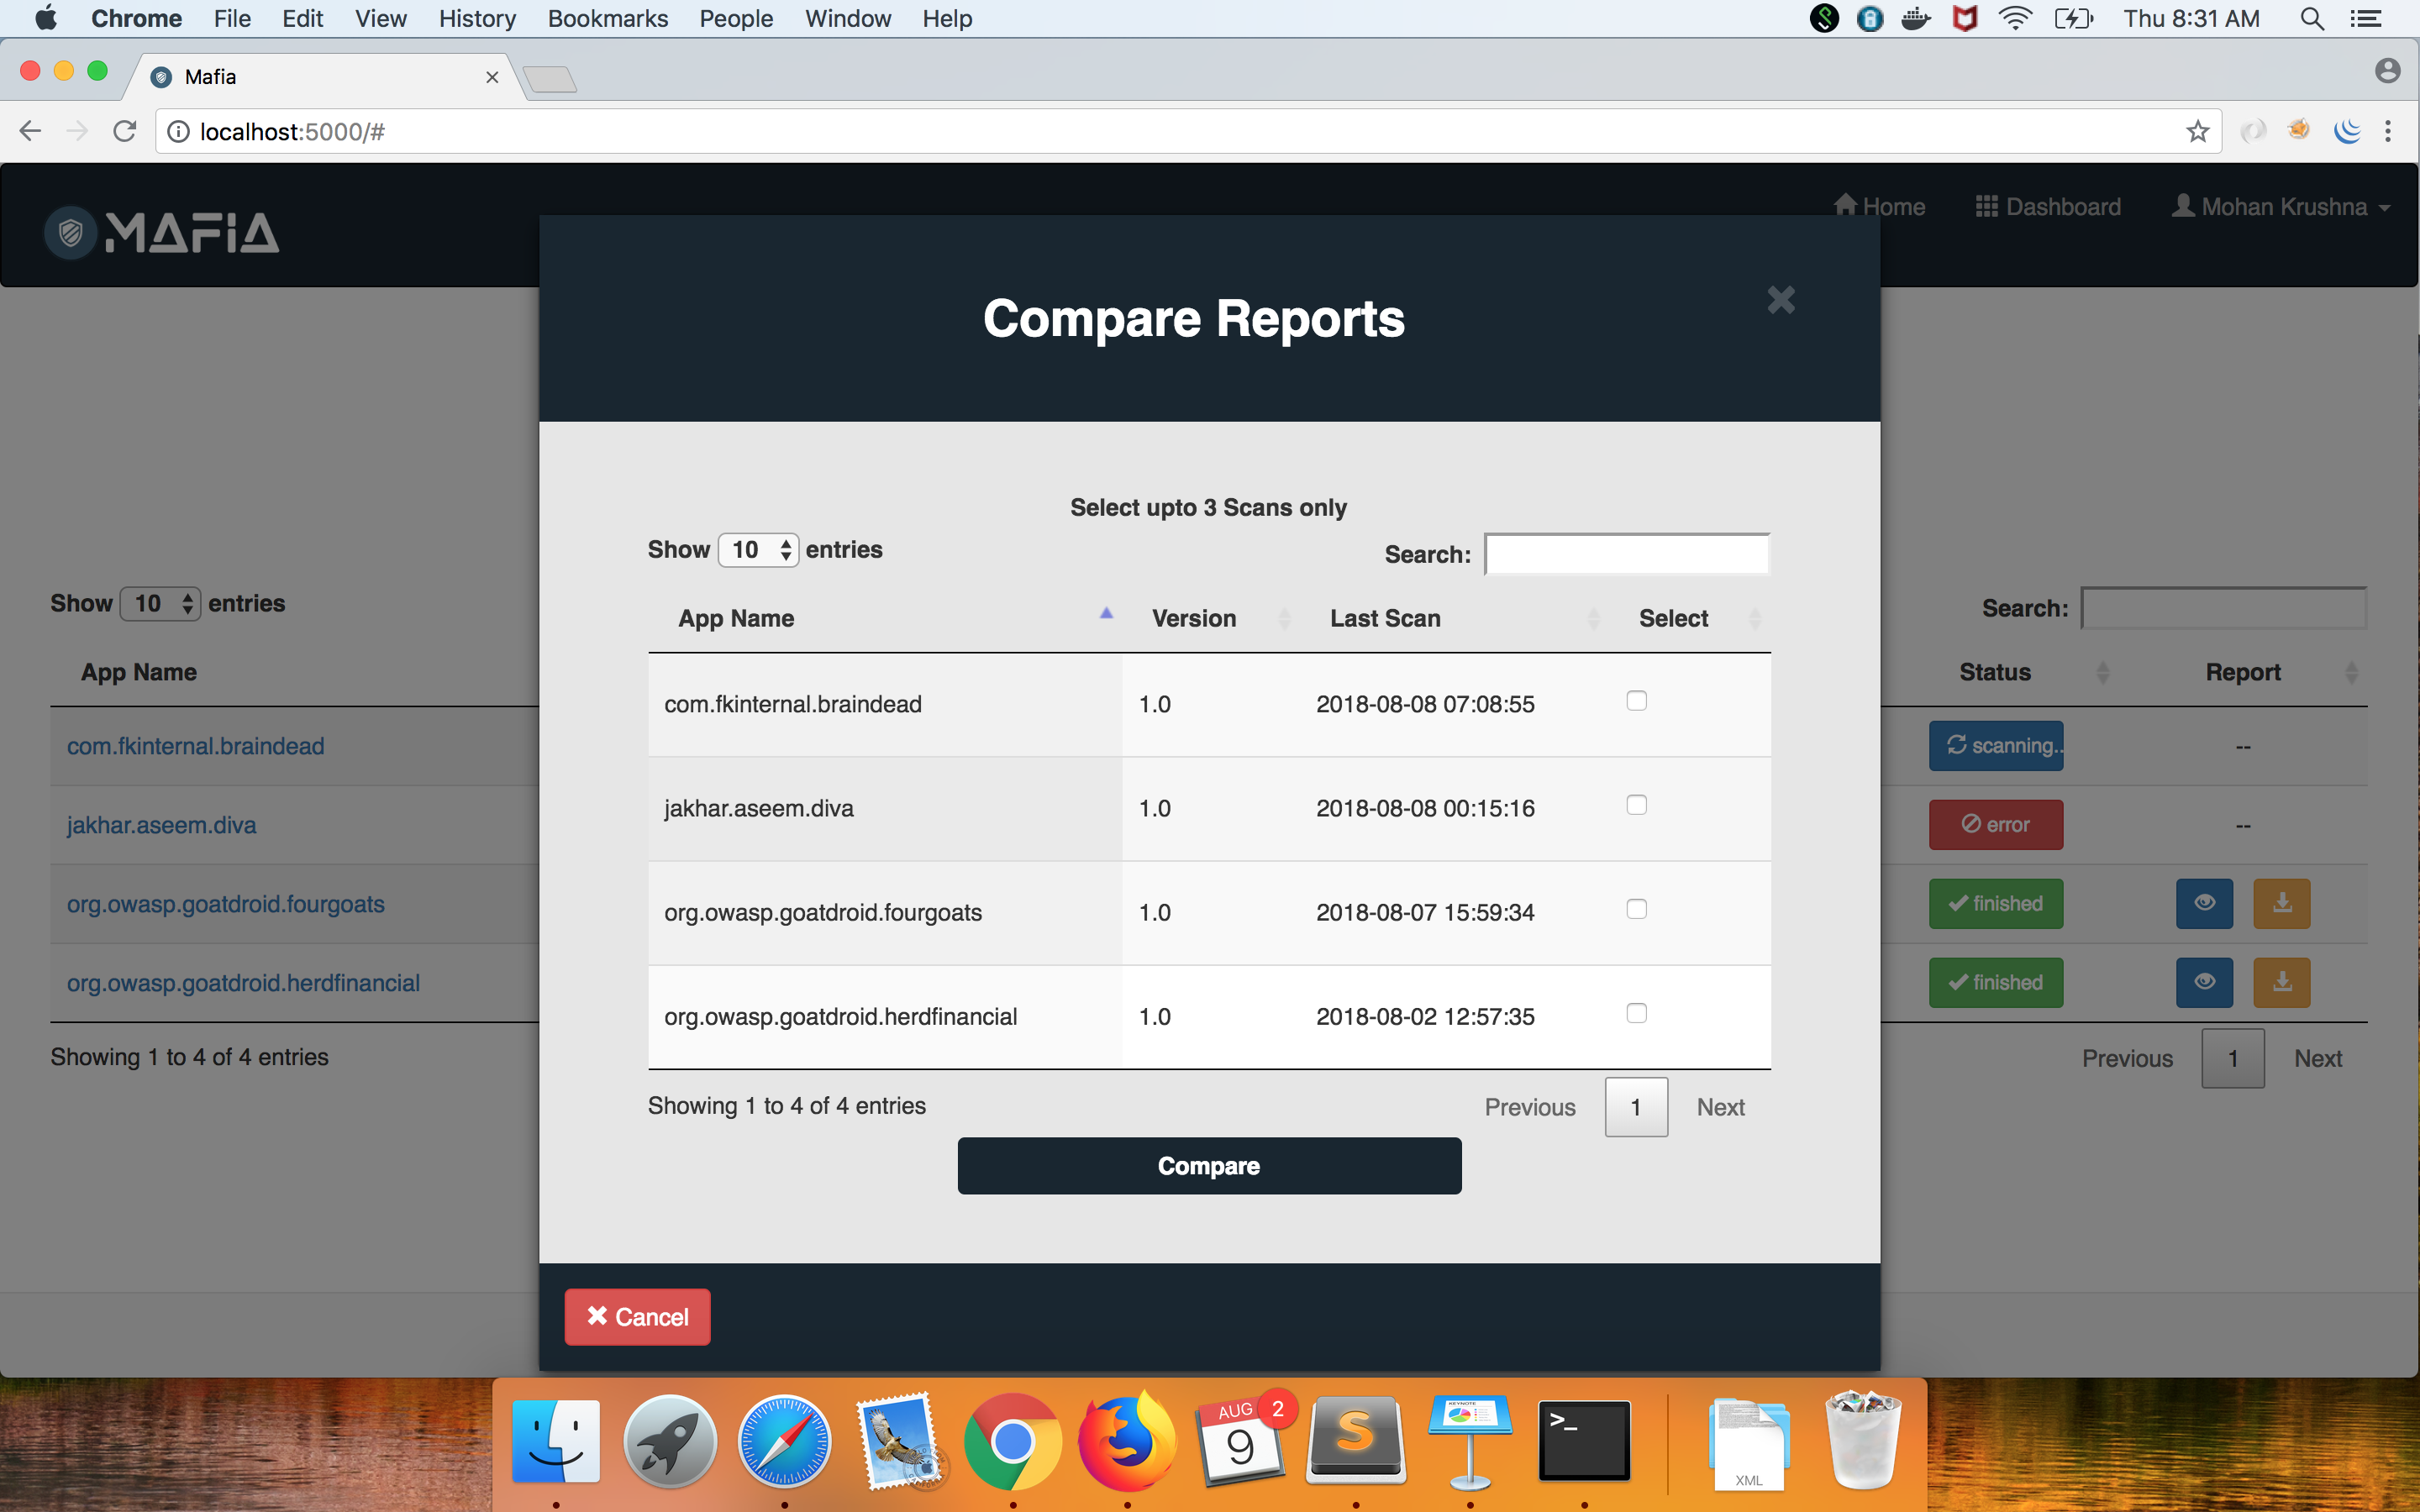 Chrome File Edit View History Bookmarks People Window Help Thu 8:31 AM
Mafia
localhost:5000/#
MAFIA
Home Dashboard Mohan Krushna
Compare Reports
Select upto 3 Scans only
Show 10 entries Search:
App Name Version Last Scan Select
com.fkinternal.braindead 1.0 2018-08-08 07:08:55
jakhar.aseem.diva 1.0 2018-08-08 00:15:16
org.owasp.goatdroid.fourgoats 1.0 2018-08-07 15:59:34
org.owasp.goatdroid.herdfinancial 1.0 2018-08-02 12:57:35
Showing 1 to 4 of 4 entries Previous 1 Next
Compare
Cancel
Show 10 entries Search:
App Name Status Report
com.fkinternal.braindead scanning.. --
jakhar.aseem.diva error --
org.owasp.goatdroid.fourgoats finished
org.owasp.goatdroid.herdfinancial finished
Showing 1 to 4 of 4 entries Previous 1 Next
AUG 2
9
S
KEYNOTE
>_
XML